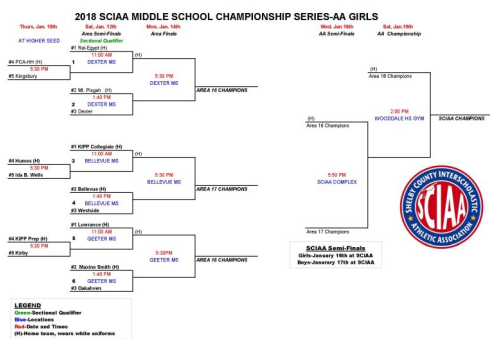 2018 SCIAA MIDDLE SCHOOL CHAMPIONSHIP SERIES-AA GIRLS
Thurs, Jan. 10th
Sat, Jan. 12th
Mon, Jan. 14th
Wed, Jan 16th
Sat, Jan.19th
Area Semi-Finals
Area Finals
AA Semi-Finals
AA Championship
AT HIGHER SEED
Sectional Qualifier
#1 Ral-Egypt (H)
(H)
11:00 AM
#4 PCA-HH (H)
1
DEXTER MS
5:30 PM
#5 Kingsbury
5:30 PM
DEXTER MS
#2 Mt. Pisgah (H)
(H)
1:40 PM
AREA 16 CHAMPIONS
2
DEXTER MS
#3 Dexter
(H)
Area 18 Champions
2:00 PM
(H)
WOODDALE HS GYM
SCIAA CHAMPIONS
Area 16 Champions
#1 KIPP Collegiate (H)
(H)
11:00 AM
#4 Humes (H)
3
BELLEVUE MS
5:30 PM
#5 Ida B. Wells
5:30 PM
BELLEVUE MS
#2 Bellevue (H)
(H)
AREA 17 CHAMPIONS
1:40 PM
4
BELLEVUE MS
#3 Westside
5:50 PM
SCIAA COMPLEX
Area 17 Champions
#1 Lowrance (H)
(H)
11:00 AM
#4 KIPP Prep (H)
5
GEETER MS
5:30 PM
#5 Kirby
5:30PM
GEETER MS
#2 Maxine Smith (H)
(H)
AREA 18 CHAMPIONS
1:40 PM
6
GEETER MS
#3 Oakahven
SCIAA Semi-Finals
Girls-January 16th at SCIAA
Boys-Janurary 17th at SCIAA
SHELBY COUNTY INTERSCHOLASTIC
SCIAA
ATHLETIC ASSOCIATION
LEGEND
Green-Sectional Qualifier
Blue-Locations
Red-Date and Times
(H)-Home team, wears white uniforms